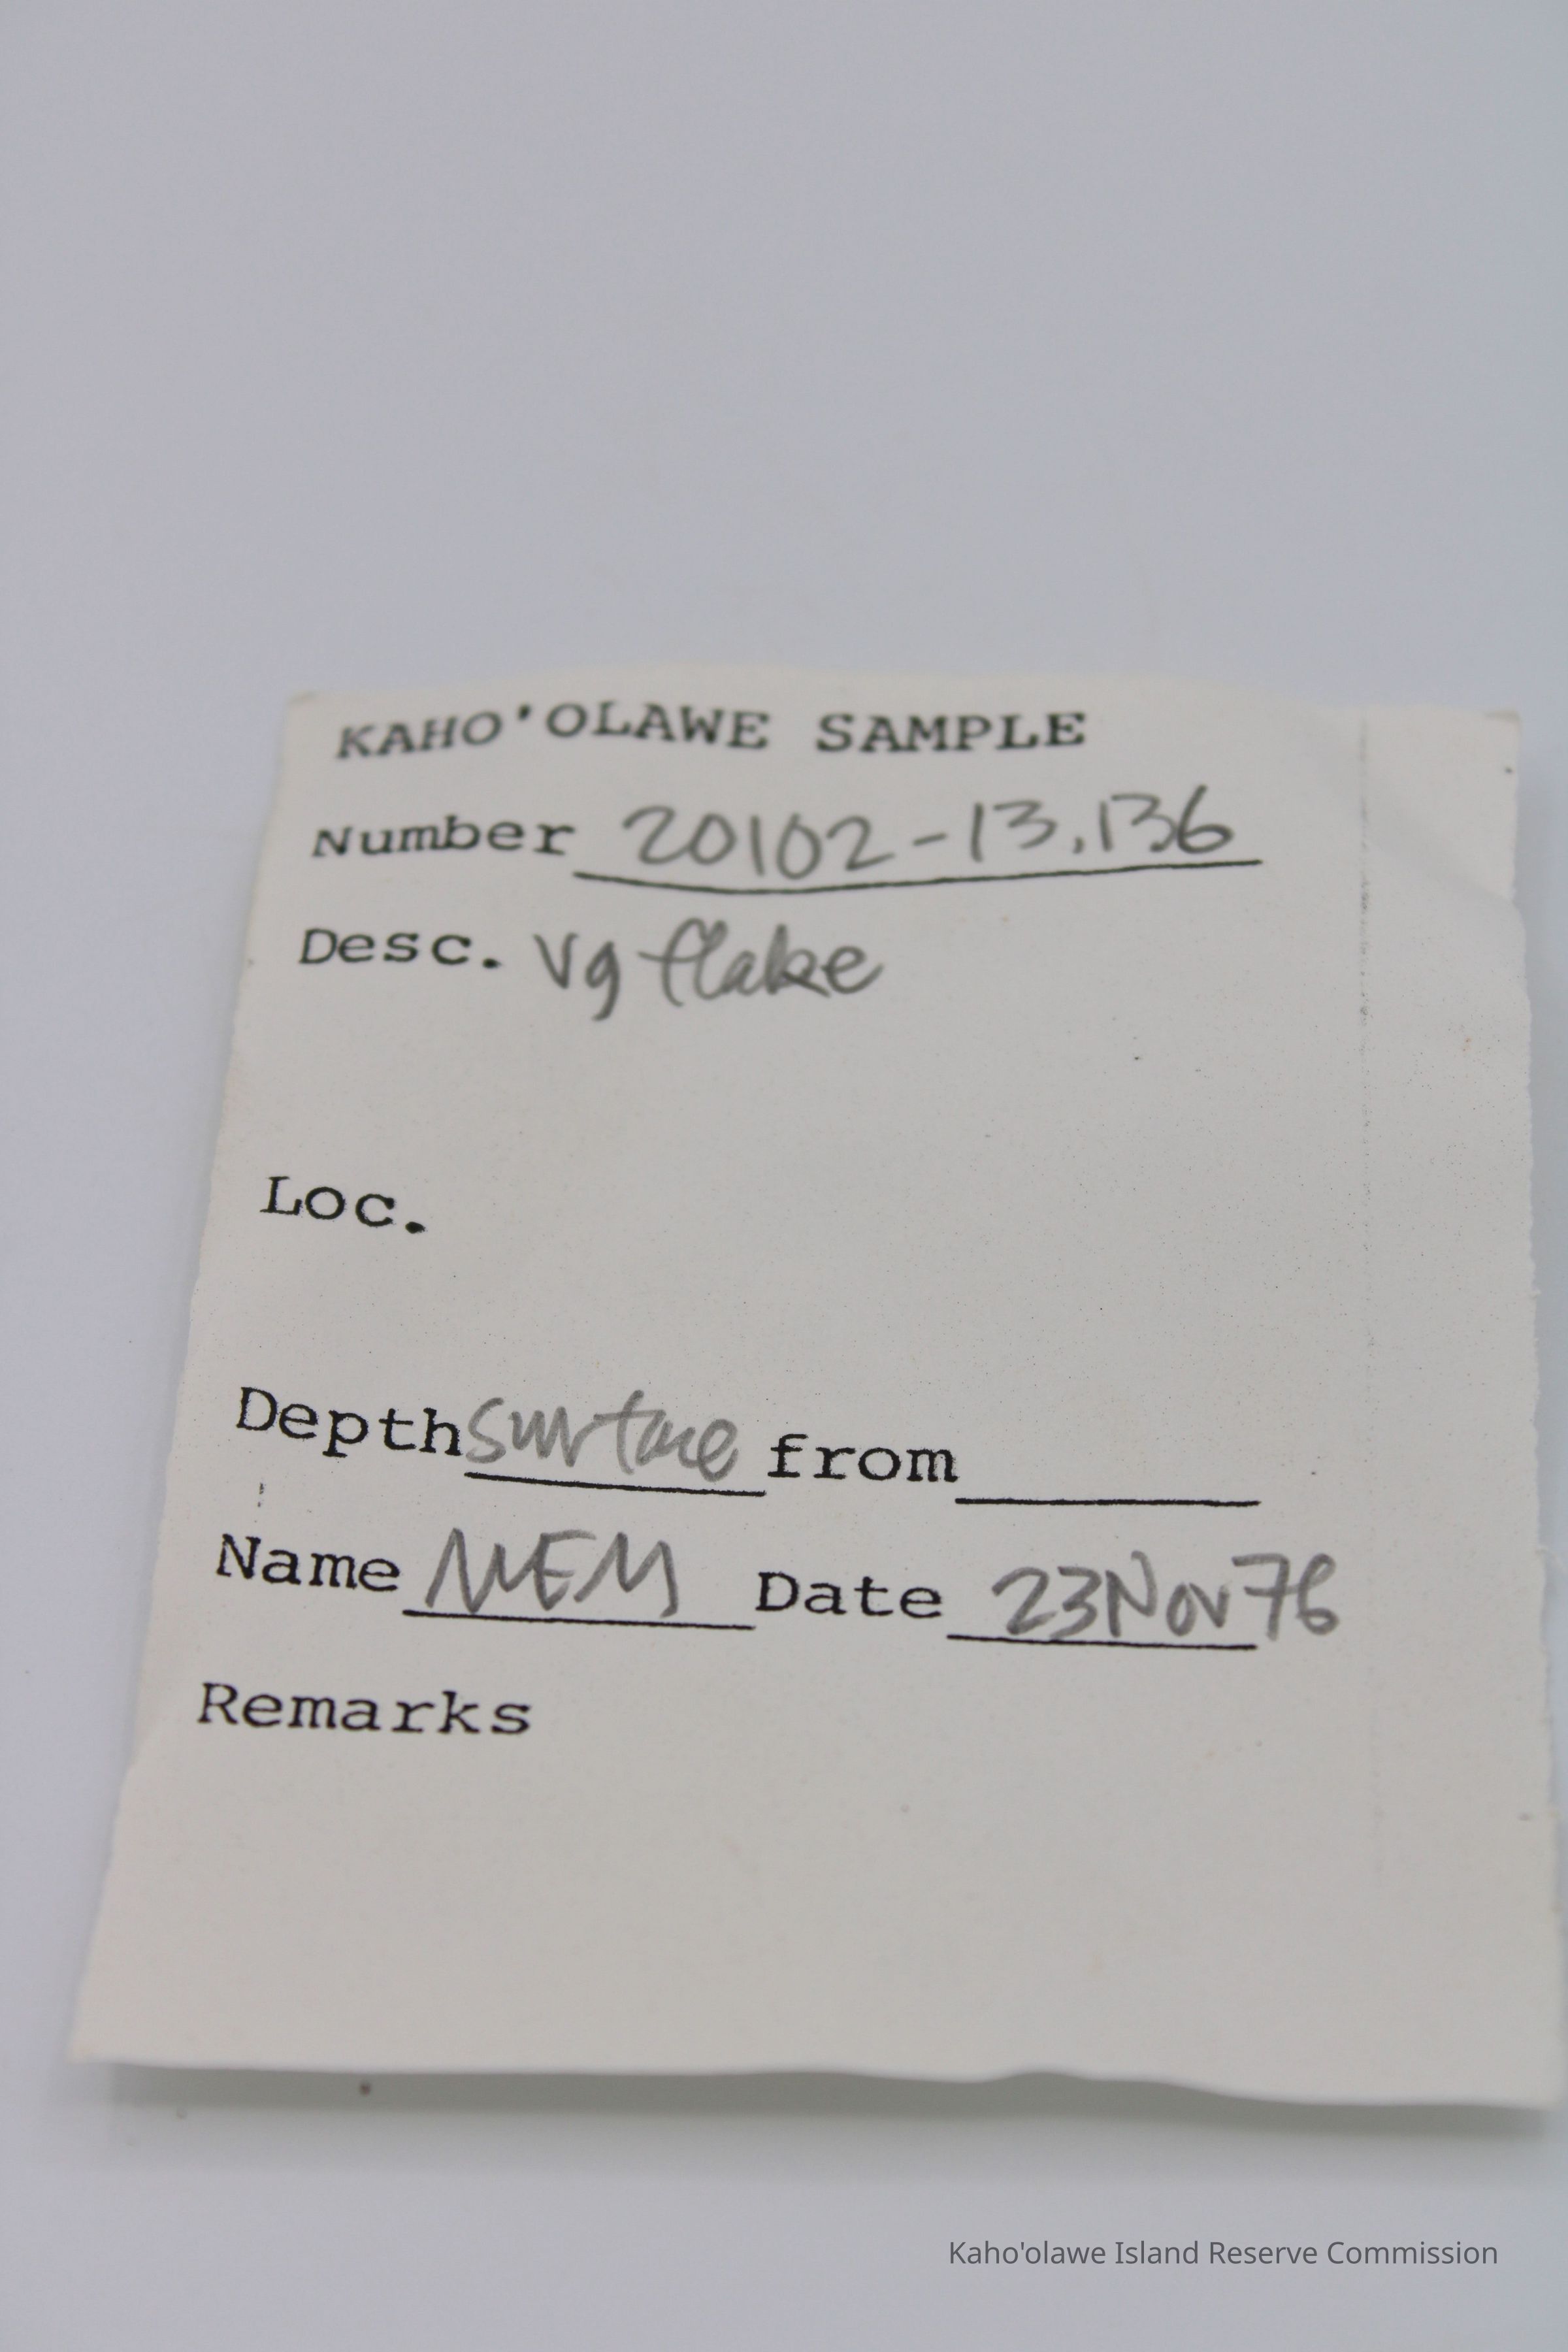 KAHO'OLAWE SAMPLE
Number 20102-13,136
Desc. Vg flake
Loc.
Depth surface from
Name MEM Date 23Nov76
Remarks
Kaho'olawe Island Reserve Commission